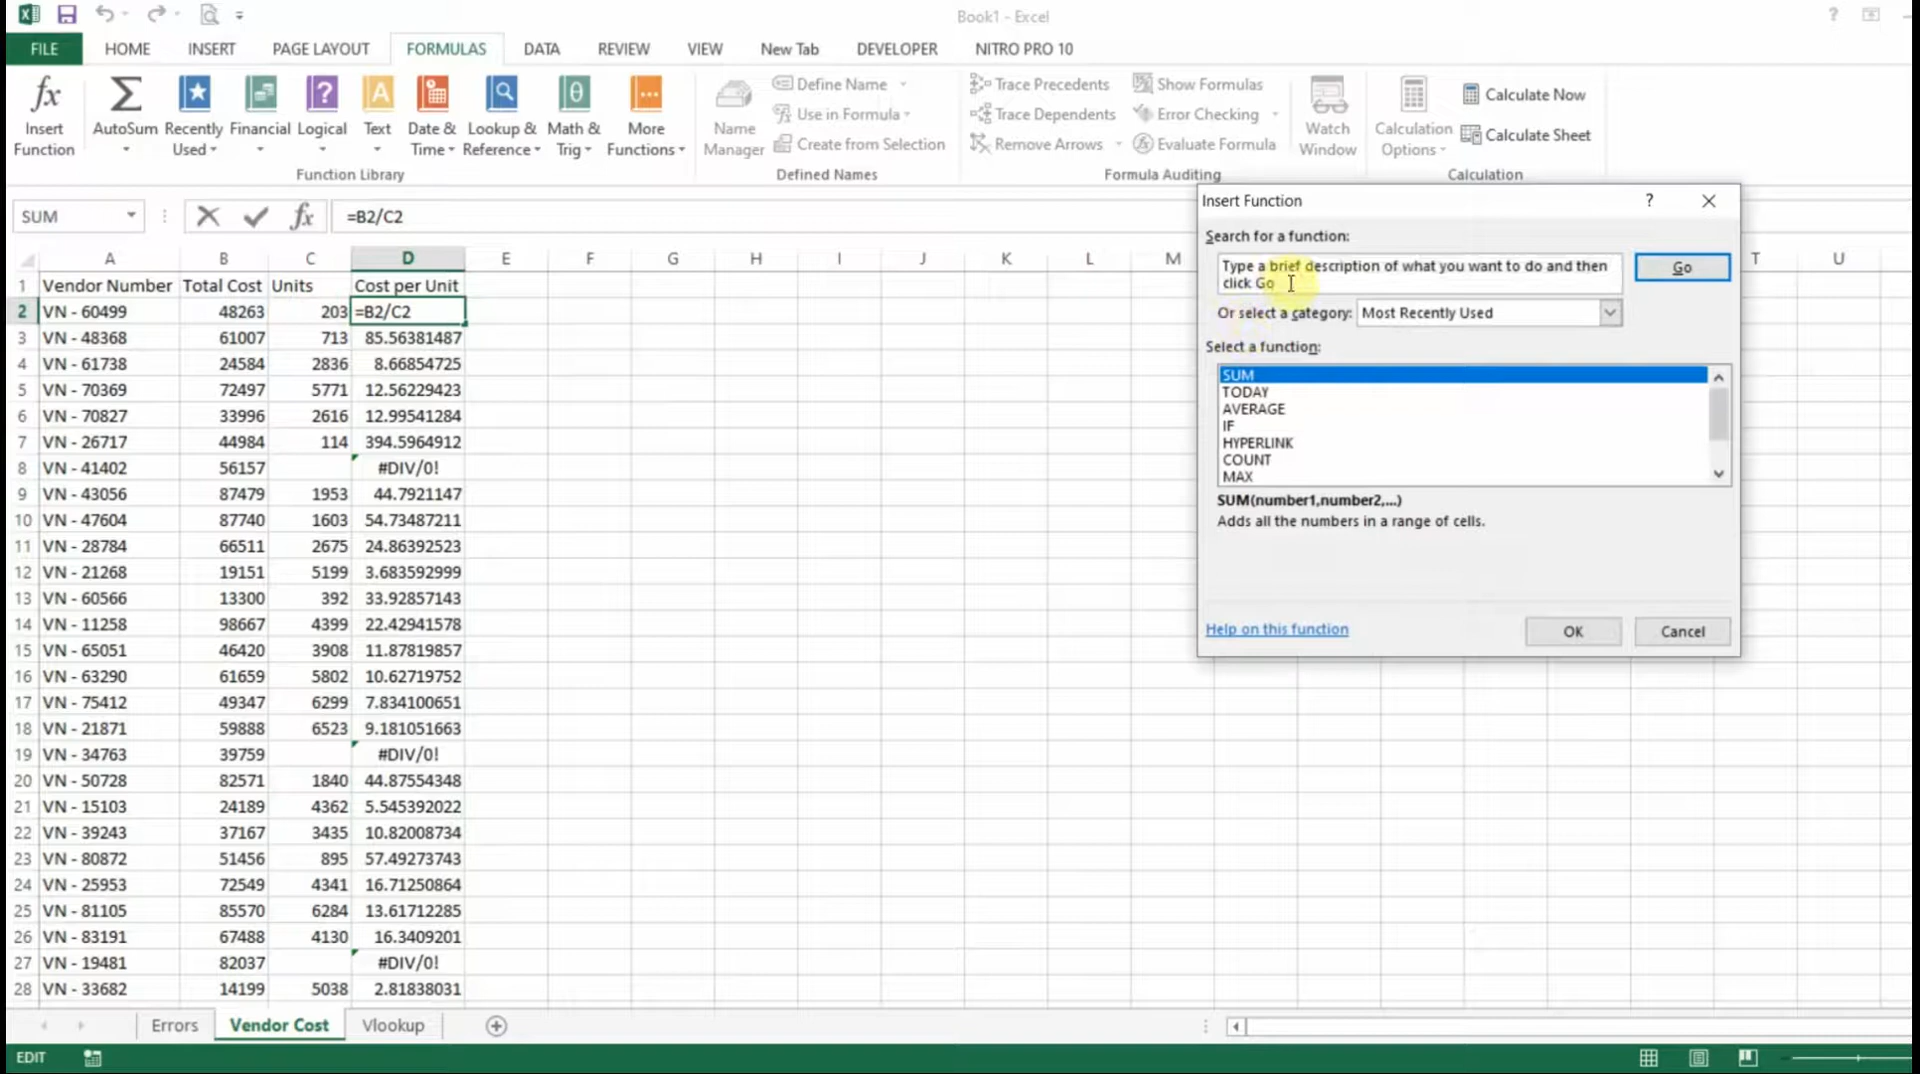 Book1 - Excel
?
FILE HOME INSERT PAGE LAYOUT FORMULAS DATA REVIEW VIEW New Tab DEVELOPER NITRO PRO 10
fx Insert Function
Σ AutoSum
Recently Used
Financial
? Logical
A Text
Date & Time
Lookup & Reference
θ Math & Trig
More Functions
Function Library
Name Manager
Define Name
Use in Formula
Create from Selection
Defined Names
Trace Precedents
Trace Dependents
Remove Arrows
Show Formulas
Error Checking
Evaluate Formula
Formula Auditing
Watch Window
Calculation Options
Calculate Now
Calculate Sheet
Calculation
SUM fx =B2/C2
A B C D E F G H I J K L M T U
1 Vendor Number Total Cost Units Cost per Unit
2 VN - 60499 48263 203 =B2/C2
3 VN - 48368 61007 713 85.56381487
4 VN - 61738 24584 2836 8.66854725
5 VN - 70369 72497 5771 12.56229423
6 VN - 70827 33996 2616 12.99541284
7 VN - 26717 44984 114 394.5964912
8 VN - 41402 56157 #DIV/0!
9 VN - 43056 87479 1953 44.7921147
10 VN - 47604 87740 1603 54.73487211
11 VN - 28784 66511 2675 24.86392523
12 VN - 21268 19151 5199 3.683592999
13 VN - 60566 13300 392 33.92857143
14 VN - 11258 98667 4399 22.42941578
15 VN - 65051 46420 3908 11.87819857
16 VN - 63290 61659 5802 10.62719752
17 VN - 75412 49347 6299 7.834100651
18 VN - 21871 59888 6523 9.181051663
19 VN - 34763 39759 #DIV/0!
20 VN - 50728 82571 1840 44.87554348
21 VN - 15103 24189 4362 5.545392022
22 VN - 39243 37167 3435 10.82008734
23 VN - 80872 51456 895 57.49273743
24 VN - 25953 72549 4341 16.71250864
25 VN - 81105 85570 6284 13.61712285
26 VN - 83191 67488 4130 16.3409201
27 VN - 19481 82037 #DIV/0!
28 VN - 33682 14199 5038 2.81838031
Insert Function ?
Search for a function:
Type a brief description of what you want to do and then
click Go
Go
Or select a category: Most Recently Used
Select a function:
SUM
TODAY
AVERAGE
IF
HYPERLINK
COUNT
MAX
SUM(number1,number2,...)
Adds all the numbers in a range of cells.
Help on this function
OK
Cancel
Errors Vendor Cost Vlookup
EDIT